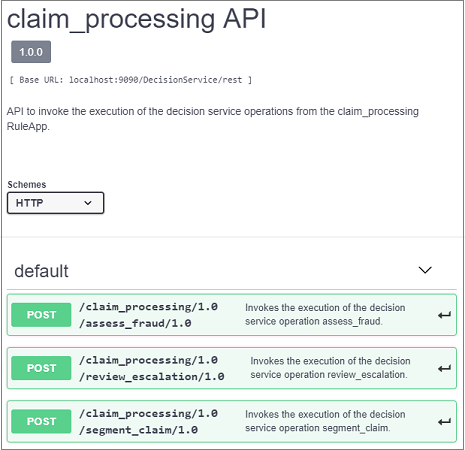 claim_processing API
1.0.0
[ Base URL: localhost:9090/DecisionService/rest ]
API to invoke the execution of the decision service operations from the claim_processing
RuleApp.
Schemes
HTTP
default
POST
/claim_processing/1.0
/assess_fraud/1.0
Invokes the execution of the decision
service operation assess_fraud.
POST
/claim_processing/1.0
/review_escalation/1.0
Invokes the execution of the decision
service operation review_escalation.
POST
/claim_processing/1.0
/segment_claim/1.0
Invokes the execution of the decision
service operation segment_claim.